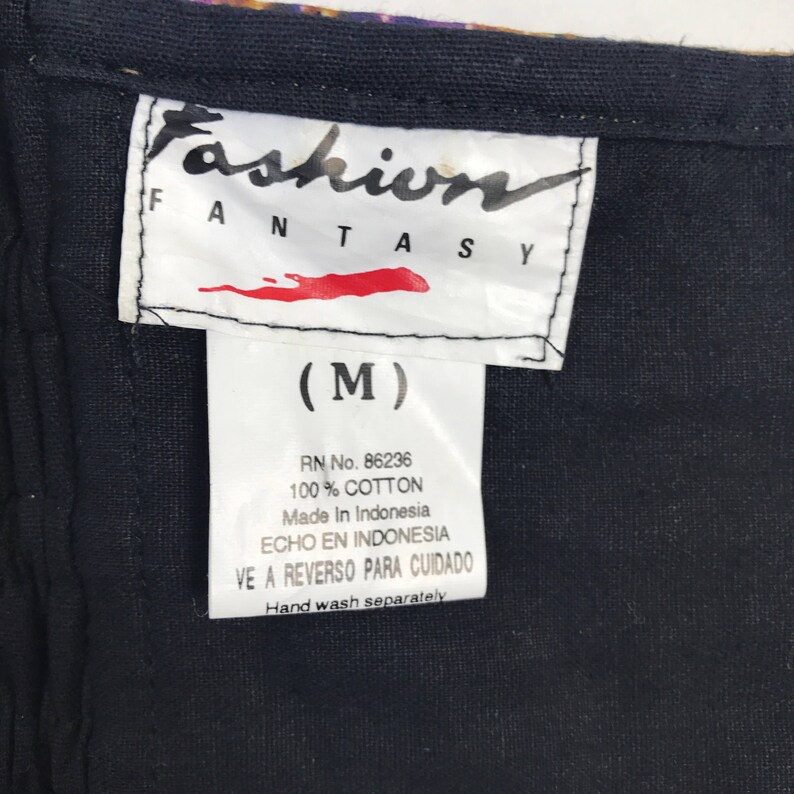 Fashion
FANTASY
(M)
RN No. 86236
100 % COTTON
Made In Indonesia
ECHO EN INDONESIA
VE A REVERSO PARA CUIDADO
Hand wash separately